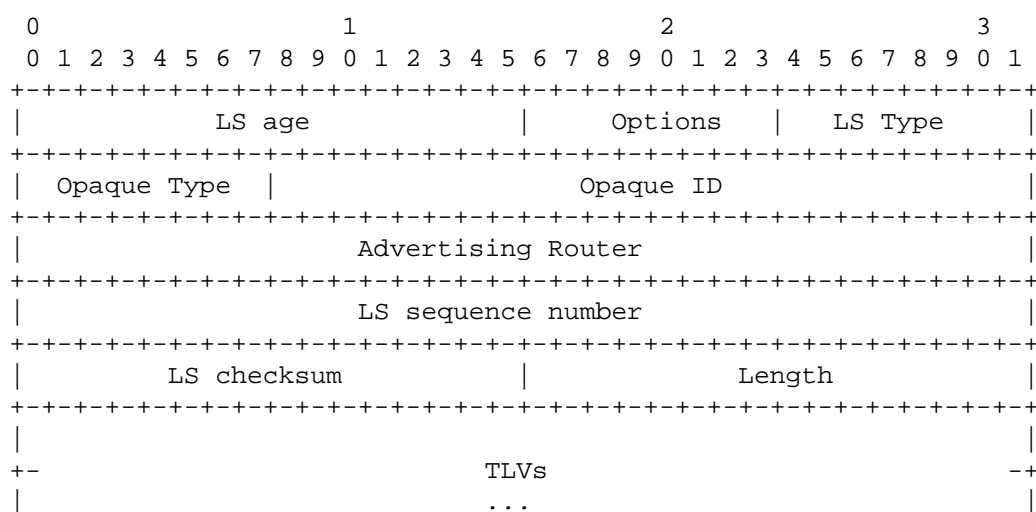 0                   1                   2                   3
 0 1 2 3 4 5 6 7 8 9 0 1 2 3 4 5 6 7 8 9 0 1 2 3 4 5 6 7 8 9 0 1
+-+-+-+-+-+-+-+-+-+-+-+-+-+-+-+-+-+-+-+-+-+-+-+-+-+-+-+-+-+-+-+-+
|            LS age             |     Options   |   LS Type     |
+-+-+-+-+-+-+-+-+-+-+-+-+-+-+-+-+-+-+-+-+-+-+-+-+-+-+-+-+-+-+-+-+
|  Opaque Type  |                   Opaque ID                   |
+-+-+-+-+-+-+-+-+-+-+-+-+-+-+-+-+-+-+-+-+-+-+-+-+-+-+-+-+-+-+-+-+
|                     Advertising Router                        |
+-+-+-+-+-+-+-+-+-+-+-+-+-+-+-+-+-+-+-+-+-+-+-+-+-+-+-+-+-+-+-+-+
|                     LS sequence number                        |
+-+-+-+-+-+-+-+-+-+-+-+-+-+-+-+-+-+-+-+-+-+-+-+-+-+-+-+-+-+-+-+-+
|         LS checksum           |             Length            |
+-+-+-+-+-+-+-+-+-+-+-+-+-+-+-+-+-+-+-+-+-+-+-+-+-+-+-+-+-+-+-+-+
|                                                               |
+-                            TLVs                             -+
|                             ...                               |